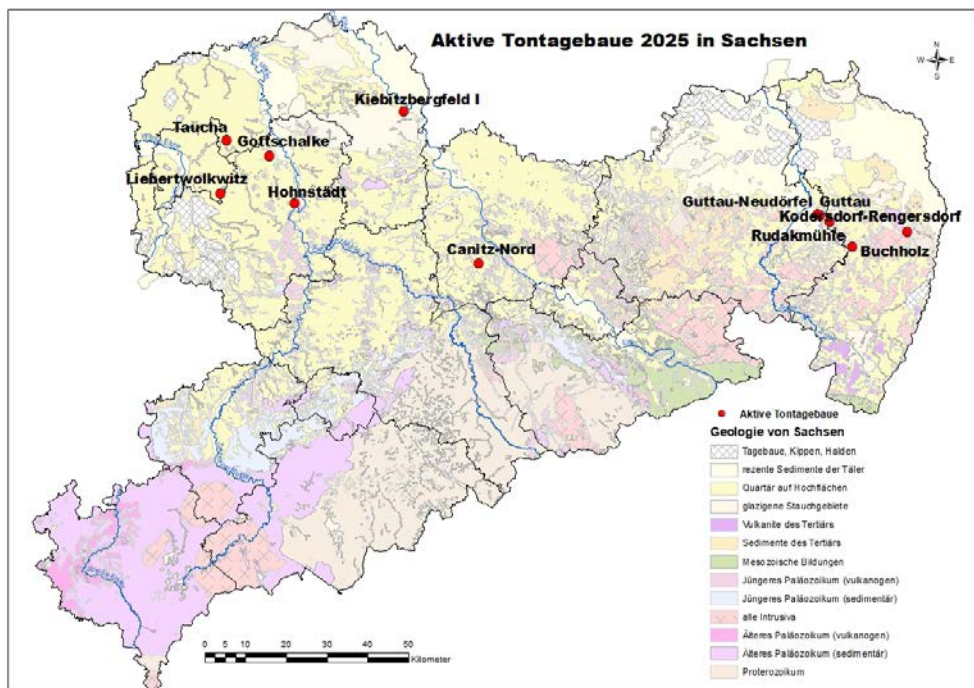 Aktive Tontagebaue 2025 in Sachsen
N
W E
S
Kiebitzbergfeld I
Taucha
Gottschalke
Liebertwolkwitz
Hohnstädt
Guttau-Neudörfel Guttau
Kodersdorf-Rengersdorf
Rudakmühle
Buchholz
Canitz-Nord
Aktive Tontagebaue
Geologie von Sachsen
Tagebaue, Kippen, Halden
rezente Sedimente der Täler
Quartär auf Hochflächen
glazigene Stauchgebiete
Vulkanite des Tertiärs
Sedimente des Tertiärs
Mesozoische Bildungen
Jüngeres Paläozoikum (vulkanogen)
Jüngeres Paläozoikum (sedimentär)
alle Intrusiva
Älteres Paläozoikum (vulkanogen)
Älteres Paläozoikum (sedimentär)
Proterozoikum
0 5 10 20 30 40 50
Kilometer